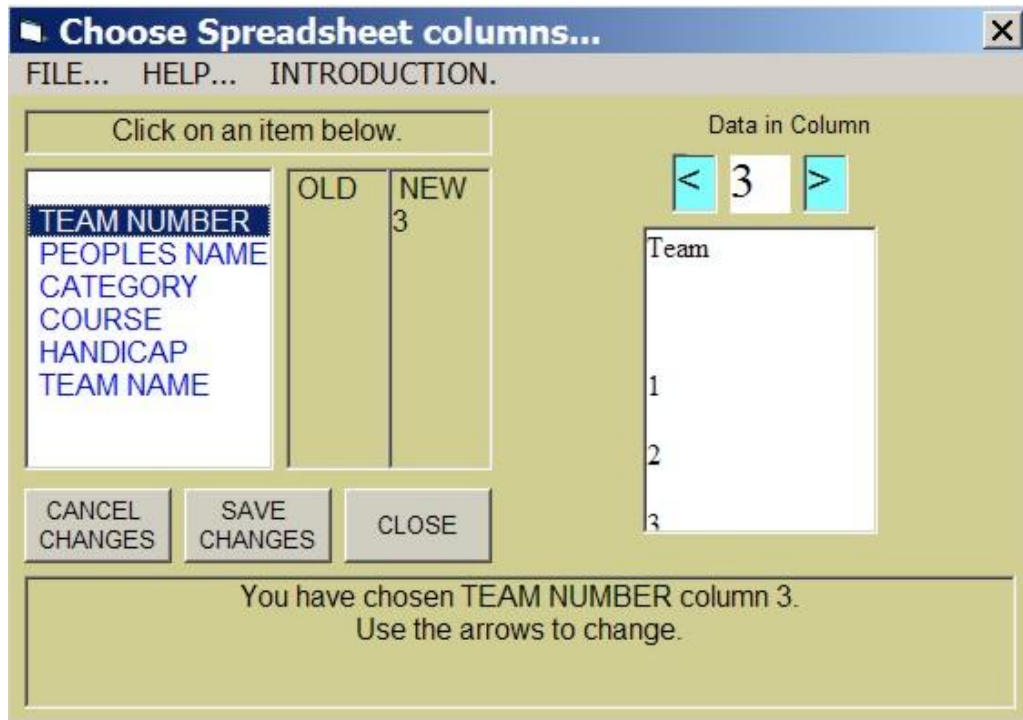 Choose Spreadsheet columns...
FILE... HELP... INTRODUCTION.
Click on an item below.
OLD NEW
3
TEAM NUMBER
PEOPLES NAME
CATEGORY
COURSE
HANDICAP
TEAM NAME
CANCEL CHANGES
SAVE CHANGES
CLOSE
Data in Column
< 3 >
Team
1
2
3
You have chosen TEAM NUMBER column 3.
Use the arrows to change.